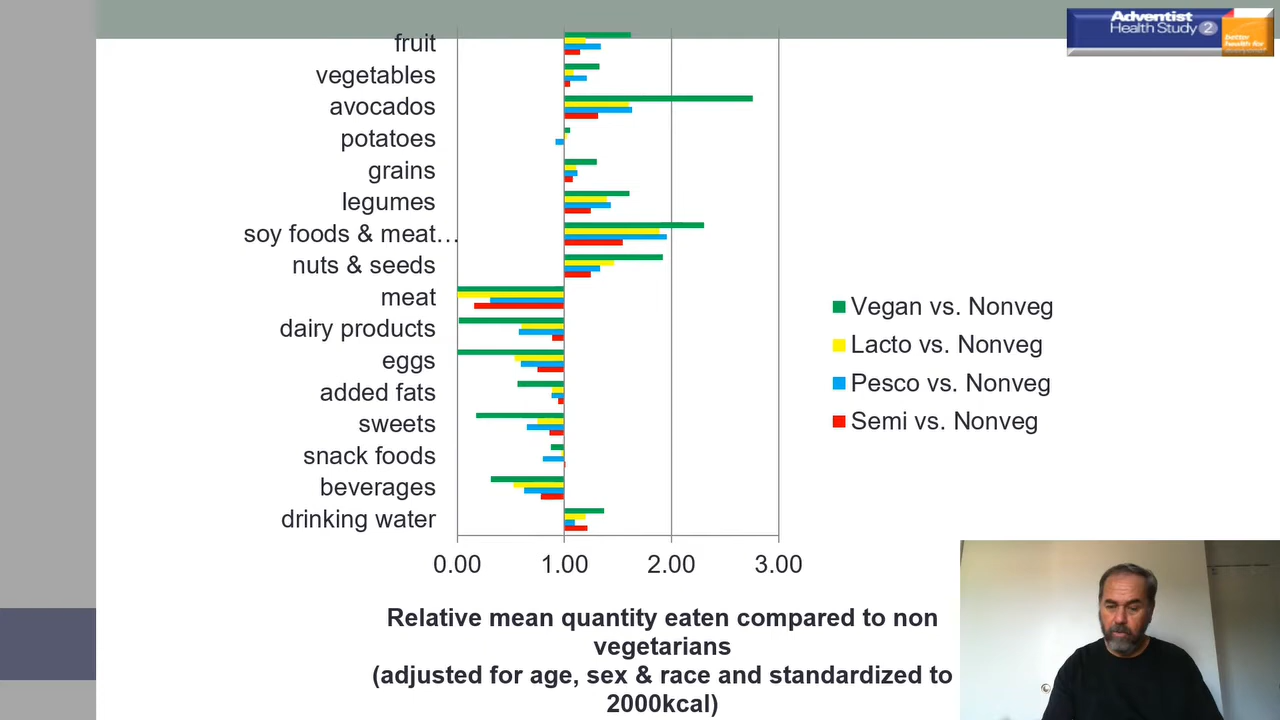 Adventist
Health Study 2
better
health for
fruit
vegetables
avocados
potatoes
grains
legumes
soy foods & meat…
nuts & seeds
meat
dairy products
eggs
added fats
sweets
snack foods
beverages
drinking water
0.00 1.00 2.00 3.00
Vegan vs. Nonveg
Lacto vs. Nonveg
Pesco vs. Nonveg
Semi vs. Nonveg
Relative mean quantity eaten compared to non
vegetarians
(adjusted for age, sex & race and standardized to
2000kcal)